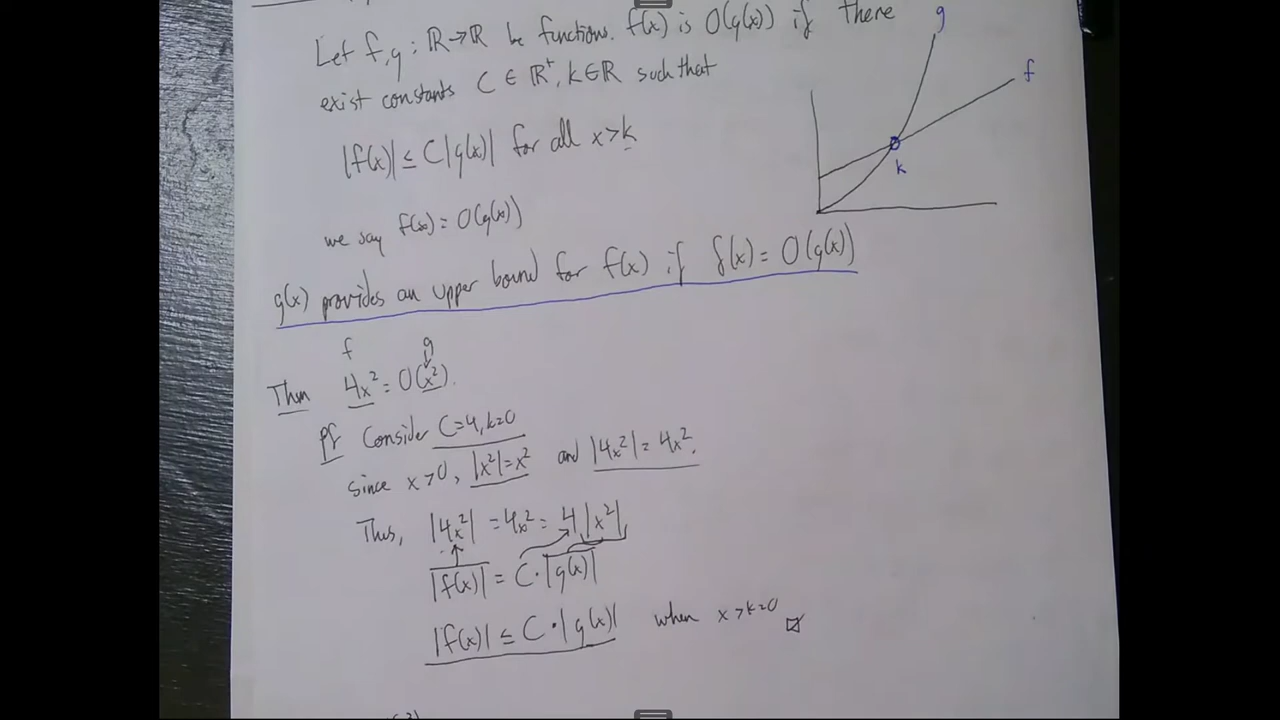 Let f,g : ℝ→ℝ be functions. f(x) is O(g(x)) if there
exist constants C ∈ ℝ⁺, k∈ℝ such that
|f(x)| ≤ C|g(x)| for all x>k
we say f(x) = O(g(x))
g(x) provides an upper bound for f(x) if f(x) = O(g(x))
g
f
k
f g
Thm 4x² = O(x²).
Pf Consider C=4, k=0
since x>0, |x²|=x² and |4x²|=4x².
Thus, |4x²| = 4x² = 4|x²|
|f(x)| = C·|g(x)|
|f(x)| ≤ C·|g(x)| when x>k=0